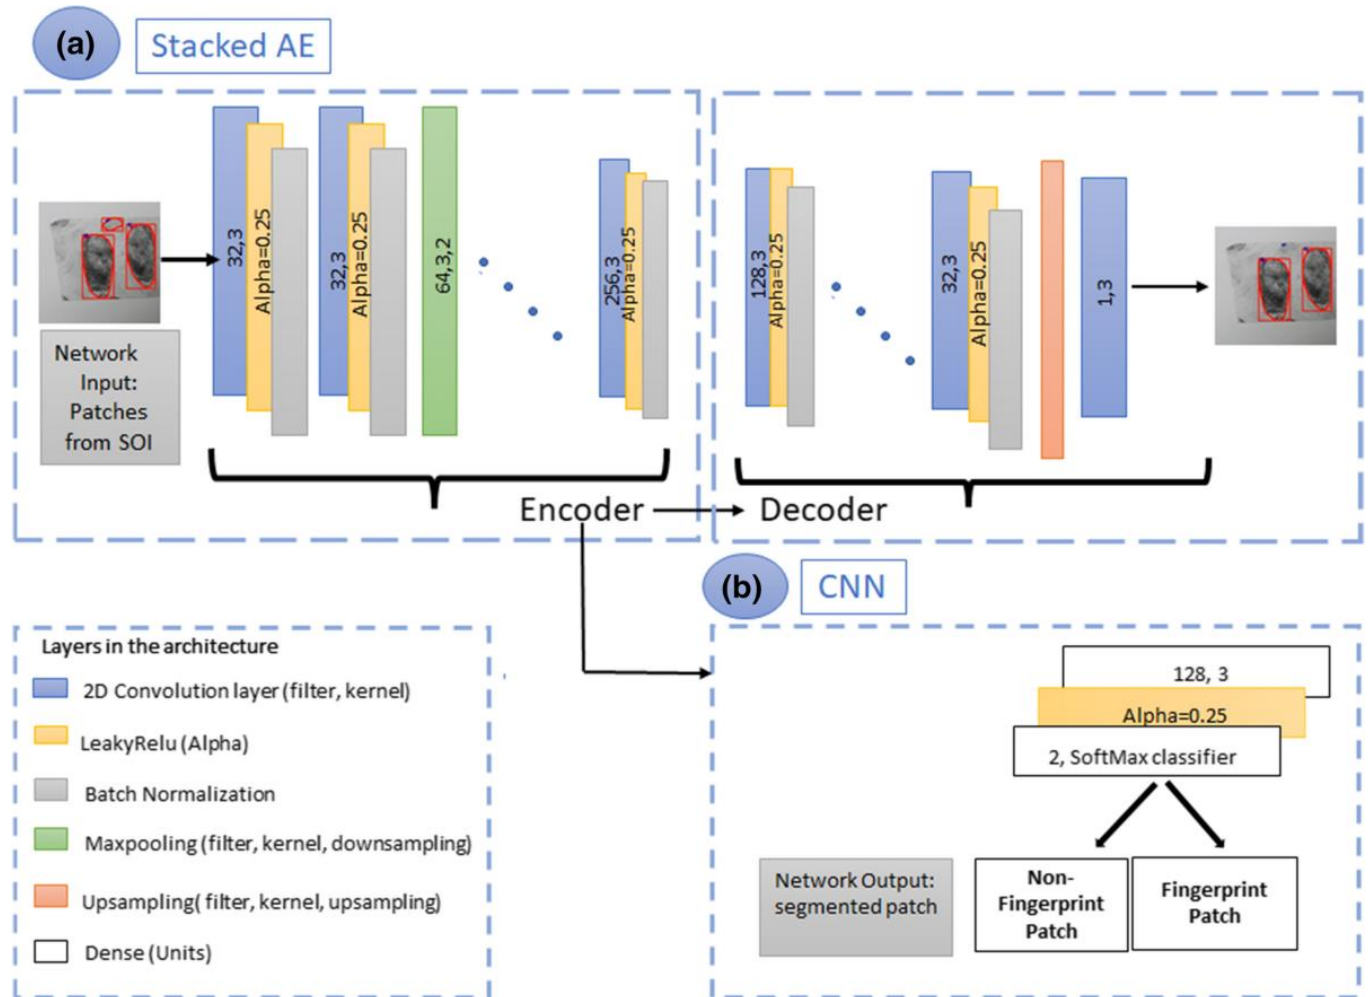 (a)
Stacked AE
Network
Input:
Patches
from SOI
32,3
Alpha=0.25
32,3
Alpha=0.25
64,3,2
256,3
Alpha=0.25
128,3
Alpha=0.25
32,3
Alpha=0.25
1,3
Encoder
Decoder
(b)
CNN
Layers in the architecture
2D Convolution layer (filter, kernel)
LeakyRelu (Alpha)
Batch Normalization
Maxpooling (filter, kernel, downsampling)
Upsampling( filter, kernel, upsampling)
Dense (Units)
128, 3
Alpha=0.25
2, SoftMax classifier
Network Output:
segmented patch
Non-
Fingerprint
Patch
Fingerprint
Patch